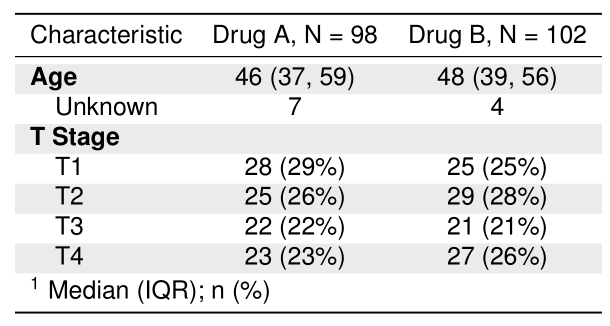 Characteristic Drug A, N = 98 Drug B, N = 102
Age 46 (37, 59) 48 (39, 56)
Unknown 7 4
T Stage
T1 28 (29%) 25 (25%)
T2 25 (26%) 29 (28%)
T3 22 (22%) 21 (21%)
T4 23 (23%) 27 (26%)
1 Median (IQR); n (%)